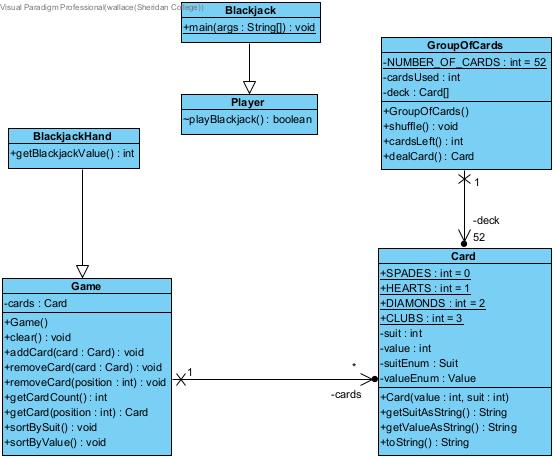 Visual Paradigm Professional(wallace(Sheridan College))
Blackjack
+main(args : String[]) : void
Player
~playBlackjack() : boolean
GroupOfCards
-NUMBER_OF_CARDS : int = 52
-cardsUsed : int
-deck : Card[]
+GroupOfCards()
+shuffle() : void
+cardsLeft() : int
+dealCard() : Card
BlackjackHand
+getBlackjackValue() : int
1
-deck
52
Game
-cards : Card
+Game()
+clear() : void
+addCard(card : Card) : void
+removeCard(card : Card) : void
+removeCard(position : int) : void
+getCardCount() : int
+getCard(position : int) : Card
+sortBySuit() : void
+sortByValue() : void
1
*
-cards
Card
+SPADES : int = 0
+HEARTS : int = 1
+DIAMONDS : int = 2
+CLUBS : int = 3
-suit : int
-value : int
-suitEnum : Suit
-valueEnum : Value
+Card(value : int, suit : int)
+getSuitAsString() : String
+getValueAsString() : String
+toString() : String